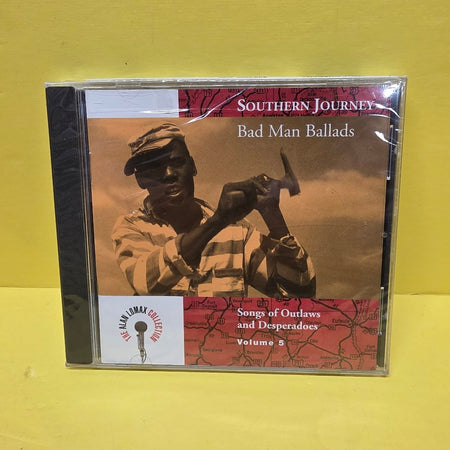 SOUTHERN JOURNEY
Bad Man Ballads
Songs of Outlaws
and Desperadoes
Volume 5
THE ALAN LOMAX COLLECTION